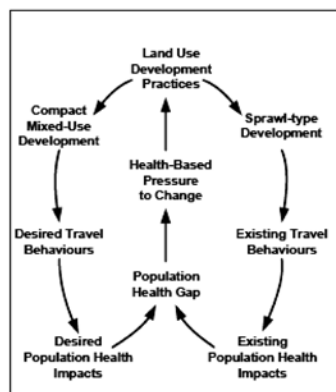 Land Use
Development
Practices
Compact
Mixed-Use
Development
Sprawl-type
Development
Health-Based
Pressure
to Change
Desired Travel
Behaviours
Existing Travel
Behaviours
Population
Health Gap
Desired
Population Health
Impacts
Existing
Population Health
Impacts